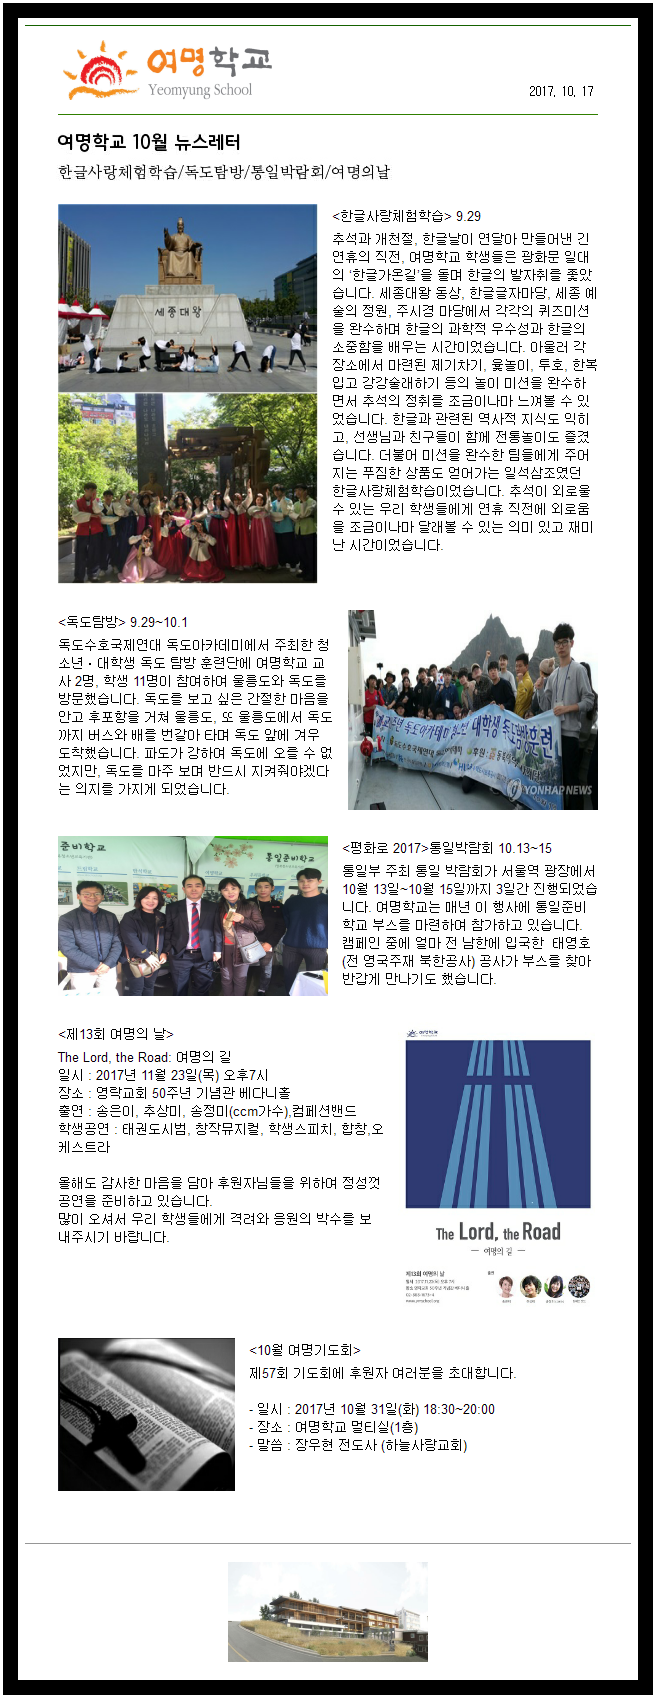 여명학교
Yeomyung School
2017. 10. 17
여명학교 10월 뉴스레터
한글사랑체험학습/독도탐방/통일박람회/여명의날
세종대왕
<한글사랑체험학습> 9.29
추석과 개천절, 한글날이 연달아 만들어낸 긴
연휴의 직전, 여명학교 학생들은 광화문 일대
의 '한글가온길'을 돌며 한글의 발자취를 좇았
습니다. 세종대왕 동상, 한글글자마당, 세종 예
술의 정원, 주시경 마당에서 각각의 퀴즈미션
을 완수하며 한글의 과학적 우수성과 한글의
소중함을 배우는 시간이었습니다. 아울러 각
장소에서 마련된 제기차기, 윷놀이, 투호, 한복
입고 강강술래하기 등의 놀이 미션을 완수하
면서 추석의 정취를 조금이나마 느껴볼 수 있
었습니다. 한글과 관련된 역사적 지식도 익히
고, 선생님과 친구들이 함께 전통놀이도 즐겼
습니다. 더불어 미션을 완수한 팀들에게 주어
지는 푸짐한 상품도 얻어가는 일석삼조였던
한글사랑체험학습이었습니다. 추석이 외로울
수 있는 우리 학생들에게 연휴 직전에 외로움
을 조금이나마 달래볼 수 있는 의미 있고 재미
난 시간이었습니다.
<독도탐방> 9.29~10.1
독도수호국제연대 독도아카데미에서 주최한 청
소년·대학생 독도 탐방 훈련단에 여명학교 교
사 2명, 학생 11명이 참여하여 울릉도와 독도를
방문했습니다. 독도를 보고 싶은 간절한 마음을
안고 후포항을 거쳐 울릉도, 또 울릉도에서 독도
까지 버스와 배를 번갈아 타며 독도 앞에 겨우
도착했습니다. 파도가 강하여 독도에 오를 수 없
었지만, 독도를 마주 보며 반드시 지켜줘야겠다
는 의지를 가지게 되었습니다.
대학생 독도탐방훈련
독도수호국제연대
후원
YONHAP NEWS
준비학교
통일준비학교
<평화로 2017>통일박람회 10.13~15
통일부 주최 통일 박람회가 서울역 광장에서
10월 13일~10월 15일까지 3일간 진행되었습니
다. 여명학교는 매년 이 행사에 통일준비
학교 부스를 마련하여 참가하고 있습니다.
캠페인 중에 얼마 전 남한에 입국한 태영호
(전 영국주재 북한공사) 공사가 부스를 찾아
반갑게 만나기도 했습니다.
<제13회 여명의 날>
The Lord, the Road: 여명의 길
일시 : 2017년 11월 23일(목) 오후7시
장소 : 영락교회 50주년 기념관 베다니홀
출연 : 송은이, 추상미, 송정미(ccm가수),컴패션밴드
학생공연 : 태권도시범, 창작뮤지컬, 학생스피치, 합창,오
케스트라
올해도 감사한 마음을 담아 후원자님들을 위하여 정성껏
공연을 준비하고 있습니다.
많이 오셔서 우리 학생들에게 격려와 응원의 박수를 보
내주시기 바랍니다.
여명학교
The Lord, the Road
여명의 길
제13회 여명의 날
<10월 여명기도회>
제57회 기도회에 후원자 여러분을 초대합니다.
- 일시 : 2017년 10월 31일(화) 18:30~20:00
- 장소 : 여명학교 멀티실(1층)
- 말씀 : 장우현 전도사 (하늘사랑교회)